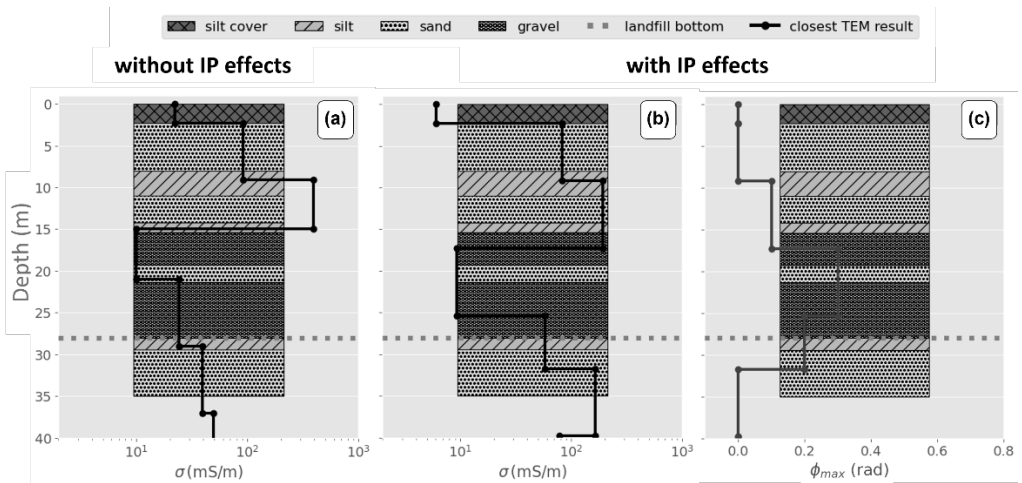 silt cover silt sand gravel landfill bottom closest TEM result
without IP effects with IP effects
(a) (b) (c)
Depth (m)
0
5
10
15
20
25
30
35
40
10¹ 10² 10³ 10¹ 10² 10³ 0.0 0.2 0.4 0.6 0.8
σ(mS/m) σ(mS/m) ϕmax (rad)